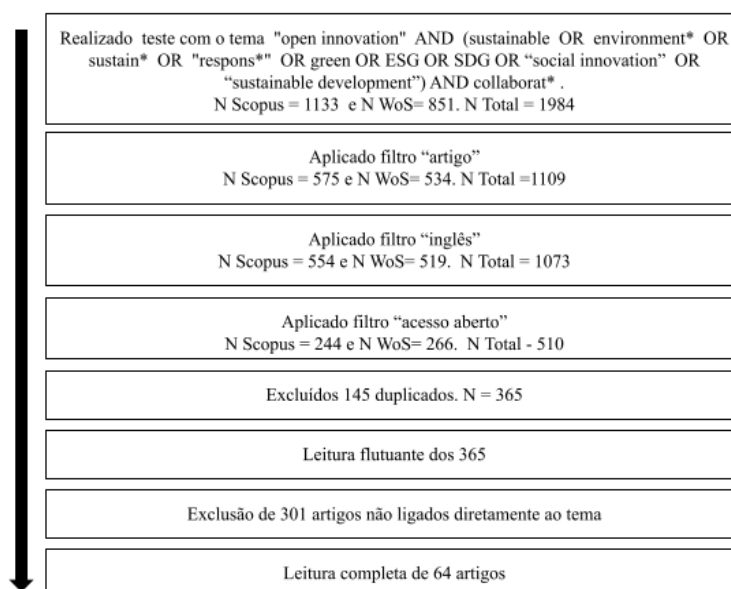 Realizado teste com o tema "open innovation" AND (sustainable OR environment* OR
sustain* OR "respons*" OR green OR ESG OR SDG OR “social innovation” OR
“sustainable development”) AND collaborat* .
N Scopus = 1133 e N WoS= 851. N Total = 1984
Aplicado filtro “artigo”
N Scopus = 575 e N WoS= 534. N Total =1109
Aplicado filtro “inglês”
N Scopus = 554 e N WoS= 519. N Total = 1073
Aplicado filtro “acesso aberto”
N Scopus = 244 e N WoS= 266. N Total - 510
Excluídos 145 duplicados. N = 365
Leitura flutuante dos 365
Exclusão de 301 artigos não ligados diretamente ao tema
Leitura completa de 64 artigos